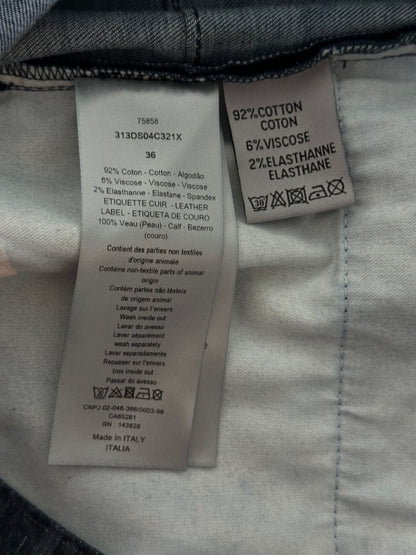 75858
313DS04C321X
36
92% Cotton - Coton - Algodão
6% Viscose - Viscose - Viscose
2% Elasthanne - Elastane - Spandex
ETIQUETTE CUIR - LEATHER
LABEL - ETIQUETA DE COURO
100% Veau (Peau) - Calf - Bezerro
(couro)
Contient des parties non textiles
d'origine animale
Contains non-textile parts of animal
origin
Contém partes não têxteis
de origem animal
Lavage sur l'envers
Wash inside out
Lavar do avesso
Laver séparément
wash separately
Lavar separedamente
Repasser sur l'envers
Iron inside out
Passar do avesso
CNPJ 02-046-386/0003-99
CA65281
RN : 143828
Made in ITALY
ITALIA
92%COTTON
COTON
6%VISCOSE
2%ELASTHANNE
ELASTHANE
30